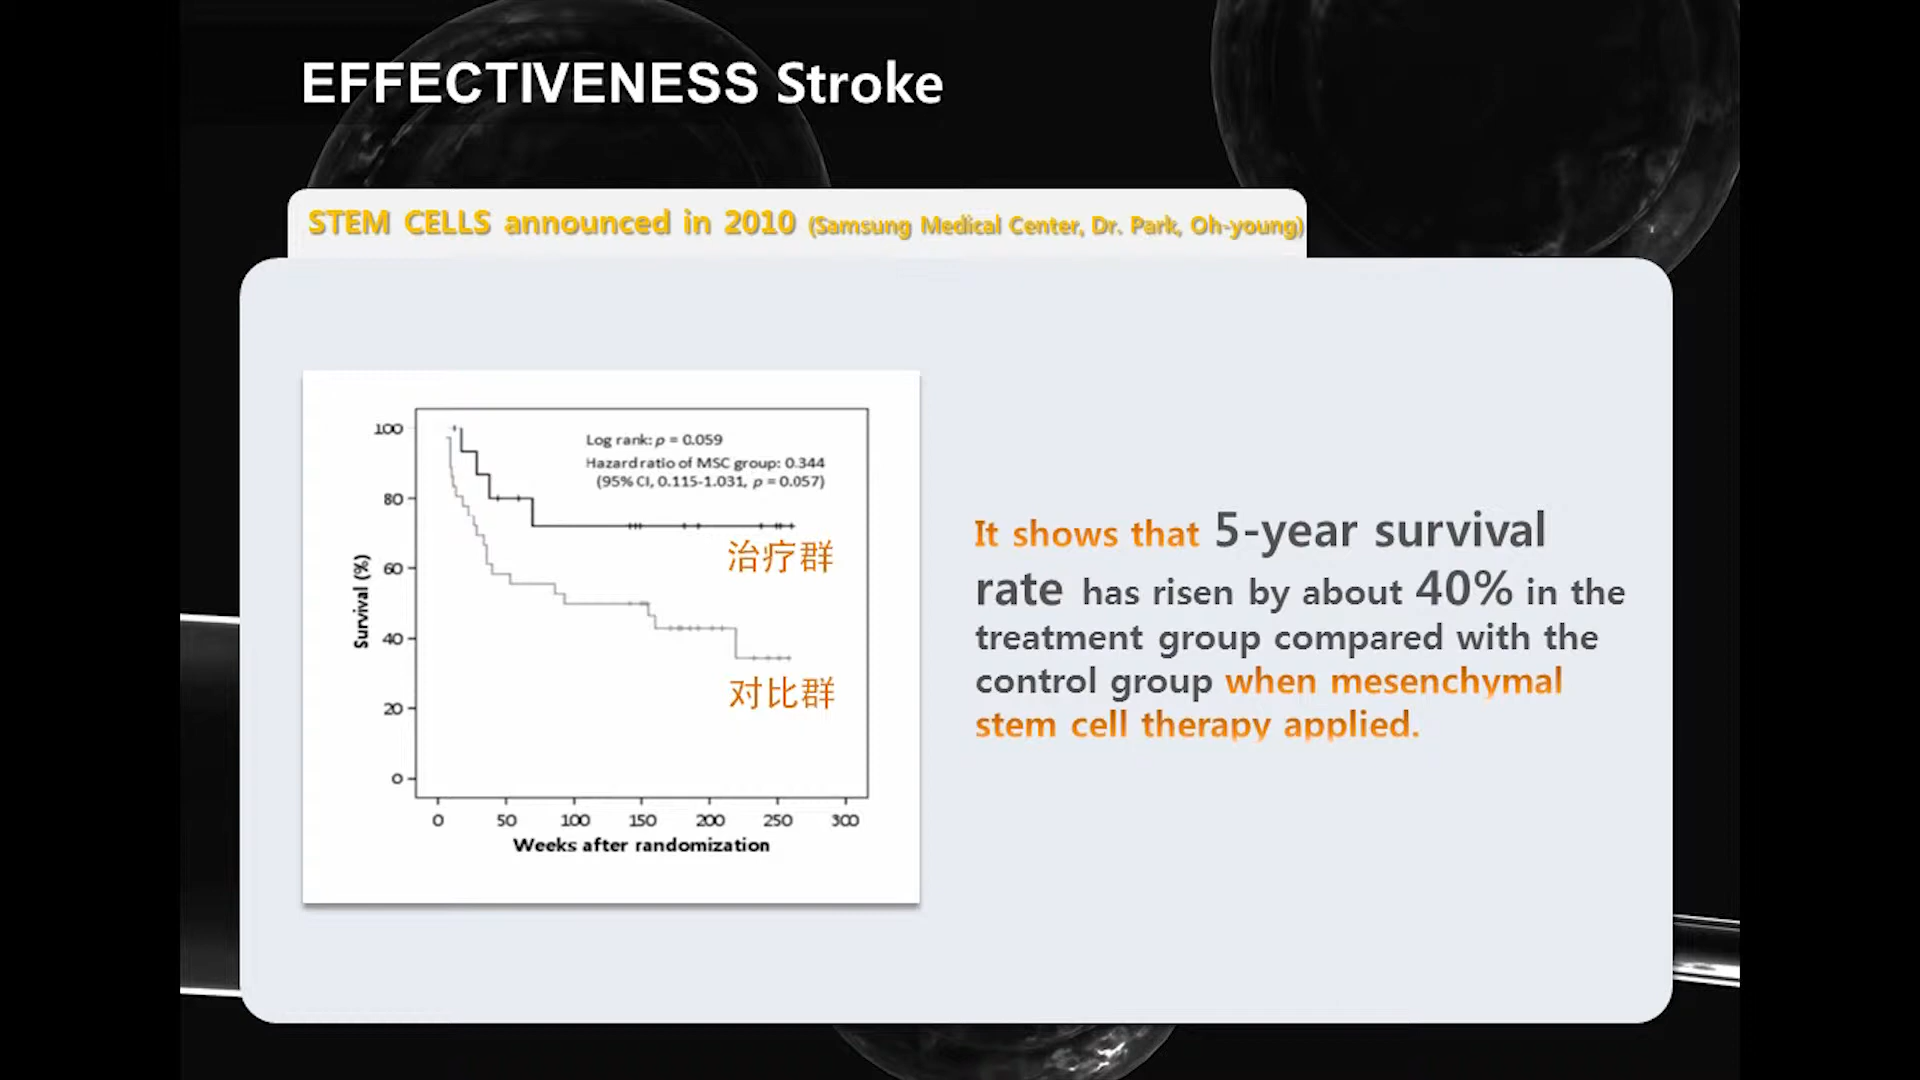 EFFECTIVENESS Stroke
STEM CELLS announced in 2010 (Samsung Medical Center, Dr. Park, Oh-young)
Log rank: p = 0.059
Hazard ratio of MSC group: 0.344
(95% CI, 0.115-1.031, p = 0.057)
100
80
60
40
20
0
Survival (%)
治疗群
对比群
0 50 100 150 200 250 300
Weeks after randomization
It shows that 5-year survival
rate has risen by about 40% in the
treatment group compared with the
control group when mesenchymal
stem cell therapy applied.